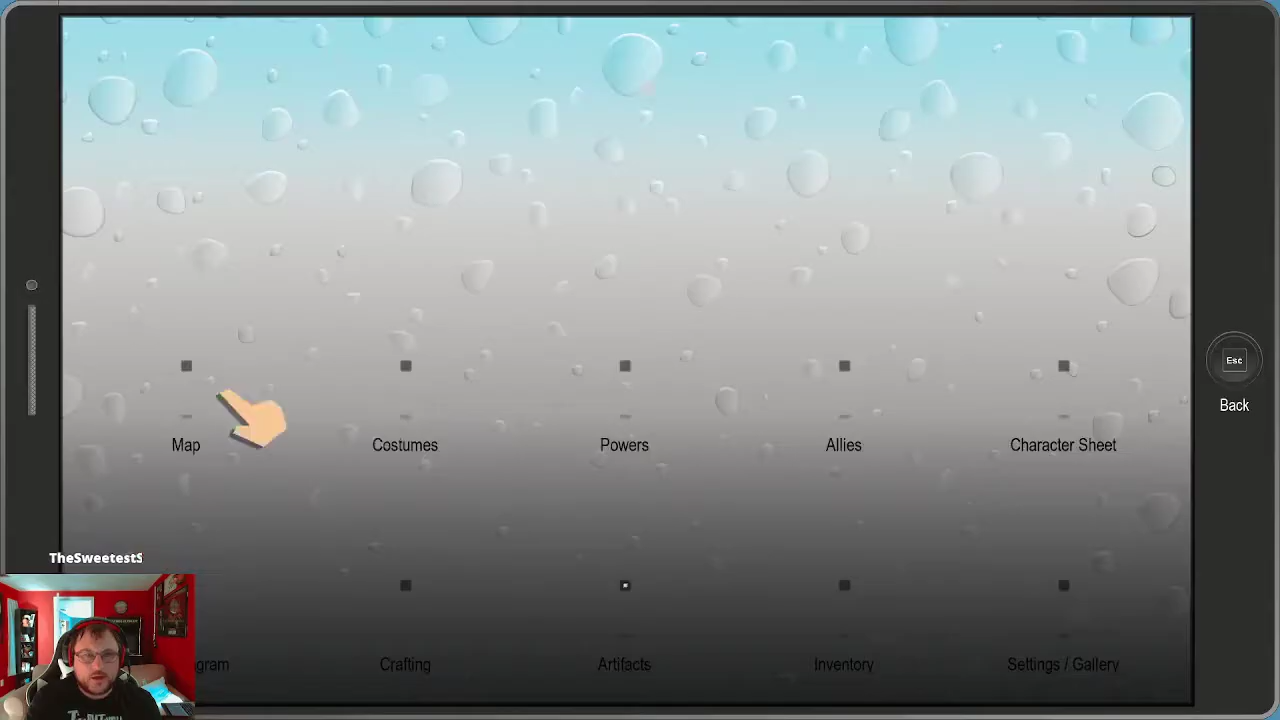 Esc
Back
Map
Costumes
Powers
Allies
Character Sheet
TheSweetestS
gram
Crafting
Artifacts
Inventory
Settings / Gallery